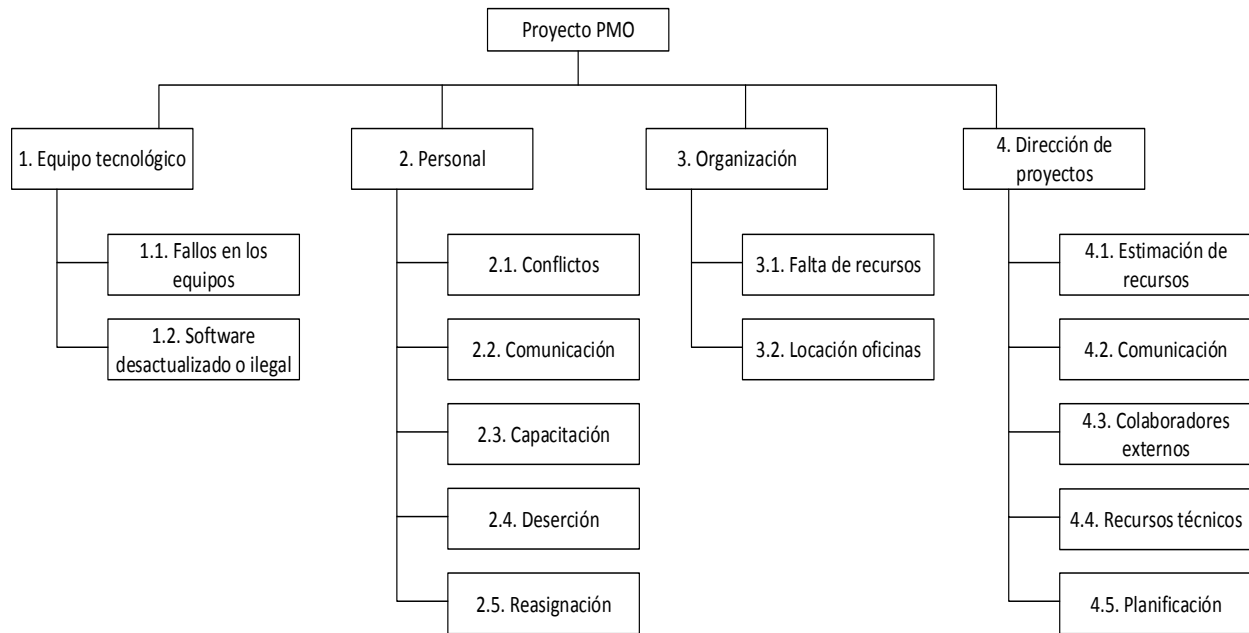 Proyecto PMO
1. Equipo tecnológico
2. Personal
3. Organización
4. Dirección de
proyectos
1.1. Fallos en los
equipos
1.2. Software
desactualizado o ilegal
2.1. Conflictos
2.2. Comunicación
2.3. Capacitación
2.4. Deserción
2.5. Reasignación
3.1. Falta de recursos
3.2. Locación oficinas
4.1. Estimación de
recursos
4.2. Comunicación
4.3. Colaboradores
externos
4.4. Recursos técnicos
4.5. Planificación